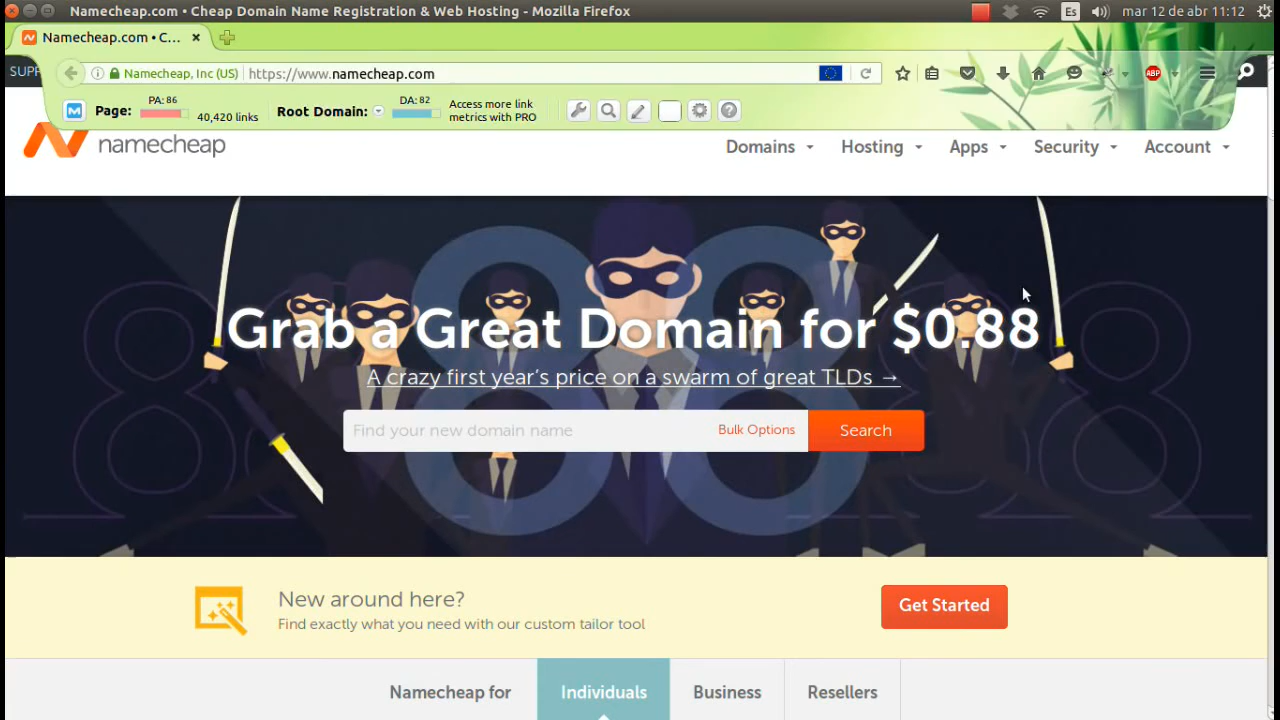 Namecheap.com • Cheap Domain Name Registration & Web Hosting - Mozilla Firefox
Es
mar 12 de abr 11:12
Namecheap.com • C...
SUPP
Namecheap, Inc (US)
https://www.namecheap.com
ABP
M
Page:
PA: 86
40,420 links
Root Domain:
DA: 82
Access more link
metrics with PRO
namecheap
Domains
Hosting
Apps
Security
Account
88
Grab a Great Domain for $0.88
A crazy first year's price on a swarm of great TLDs →
Find your new domain name
Bulk Options
Search
New around here?
Find exactly what you need with our custom tailor tool
Get Started
Namecheap for
Individuals
Business
Resellers